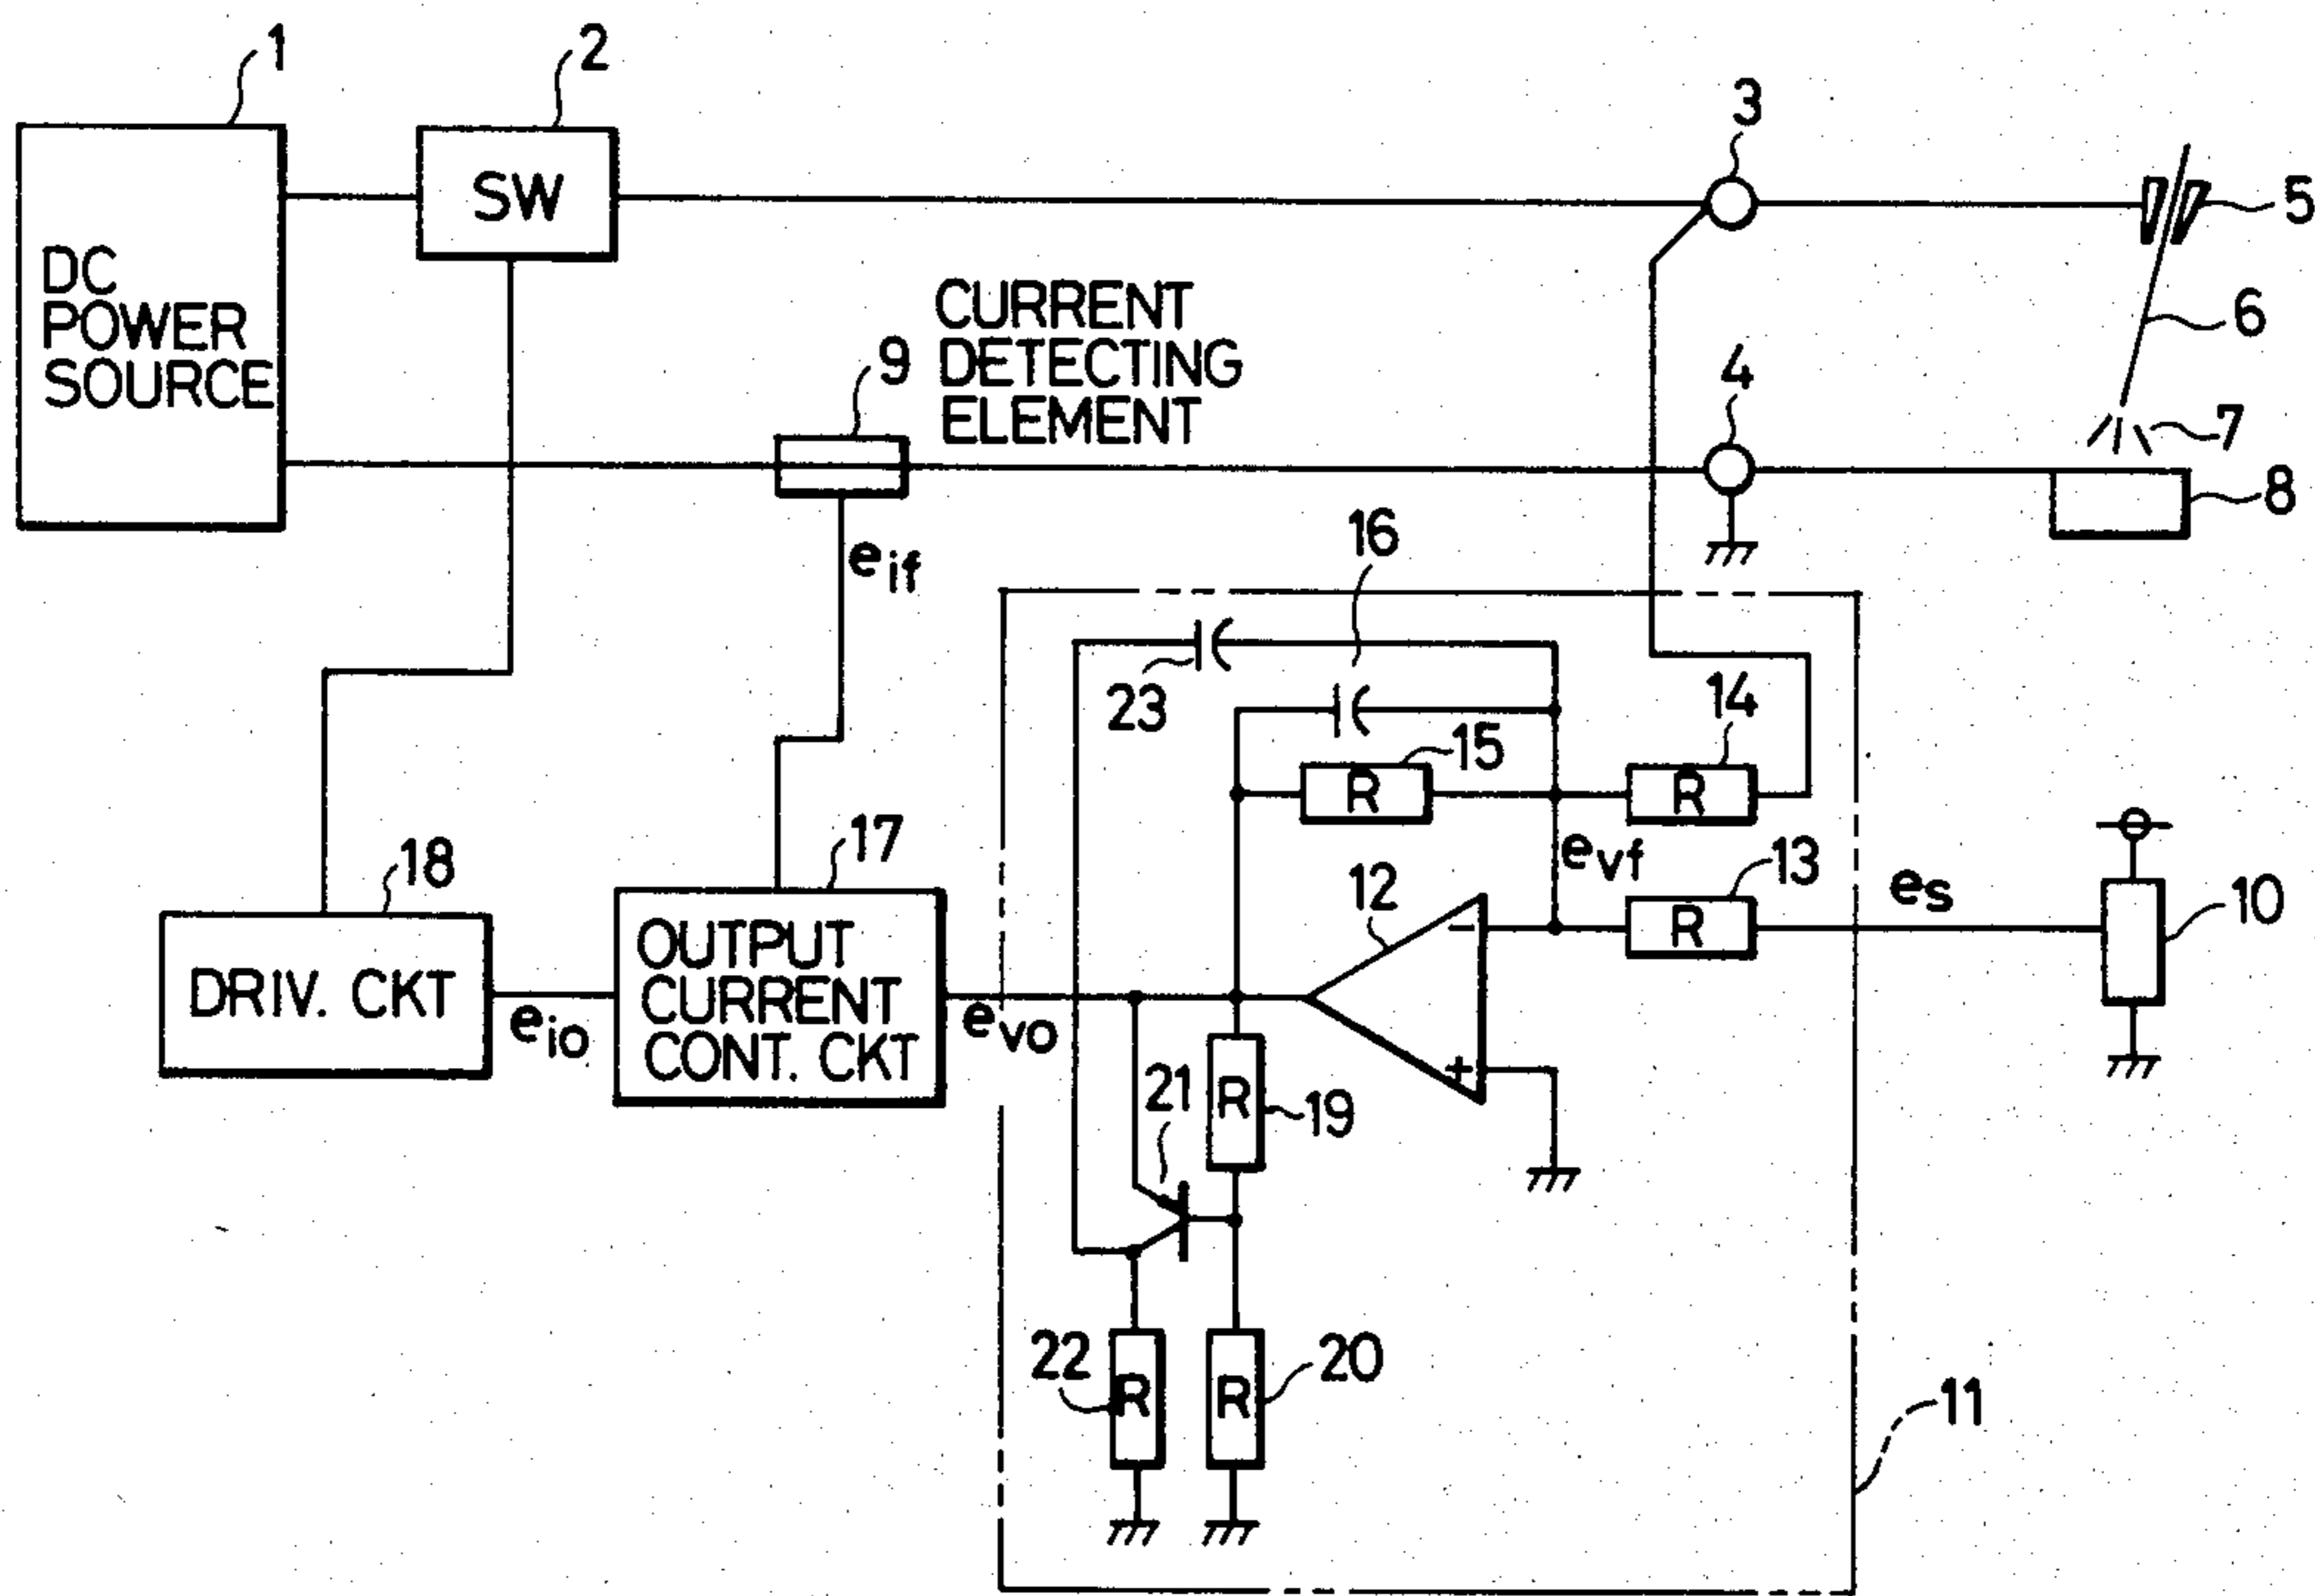 1
2
3
SW
5
DC
POWER
SOURCE
CURRENT
DETECTING
ELEMENT
9
6
4
7
8
eif
16
23
14
15
R
R
evf
17
18
12
13
es
10
R
OUTPUT
CURRENT
CONT. CKT
DRIV. CKT
eio
evo
-
+
21
R
19
22
R
R
20
11